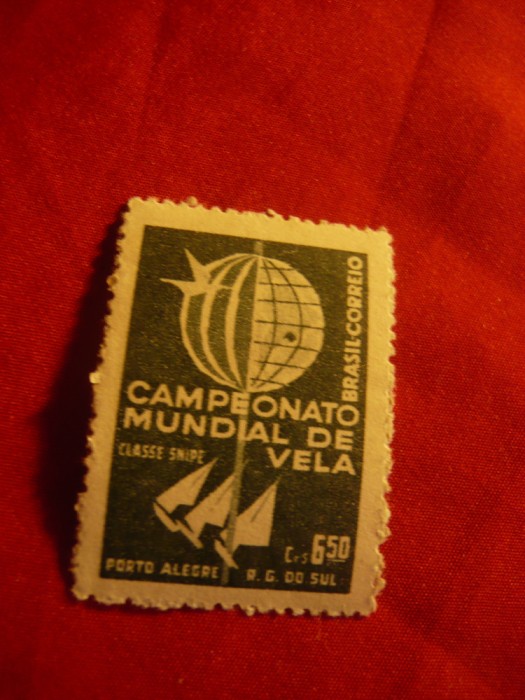 BRASIL-CORREIO
CAMPEONATO
MUNDIAL DE
VELA
CLASSE SNIPE
Cr$ 6,50
PORTO ALEGRE R. G. DO SUL